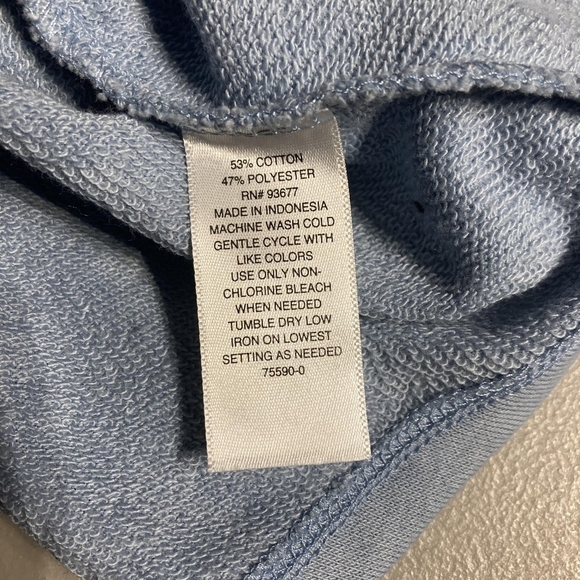 53% COTTON
47% POLYESTER
RN# 93677
MADE IN INDONESIA
MACHINE WASH COLD
GENTLE CYCLE WITH
LIKE COLORS
USE ONLY NON-
CHLORINE BLEACH
WHEN NEEDED
TUMBLE DRY LOW
IRON ON LOWEST
SETTING AS NEEDED
75590-0